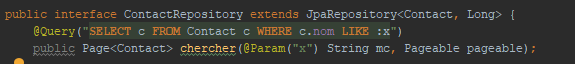 public interface ContactRepository extends JpaRepository<Contact, Long> {
@Query("SELECT c FROM Contact c WHERE c.nom LIKE :x")
public Page<Contact> chercher(@Param("x") String mc, Pageable pageable);